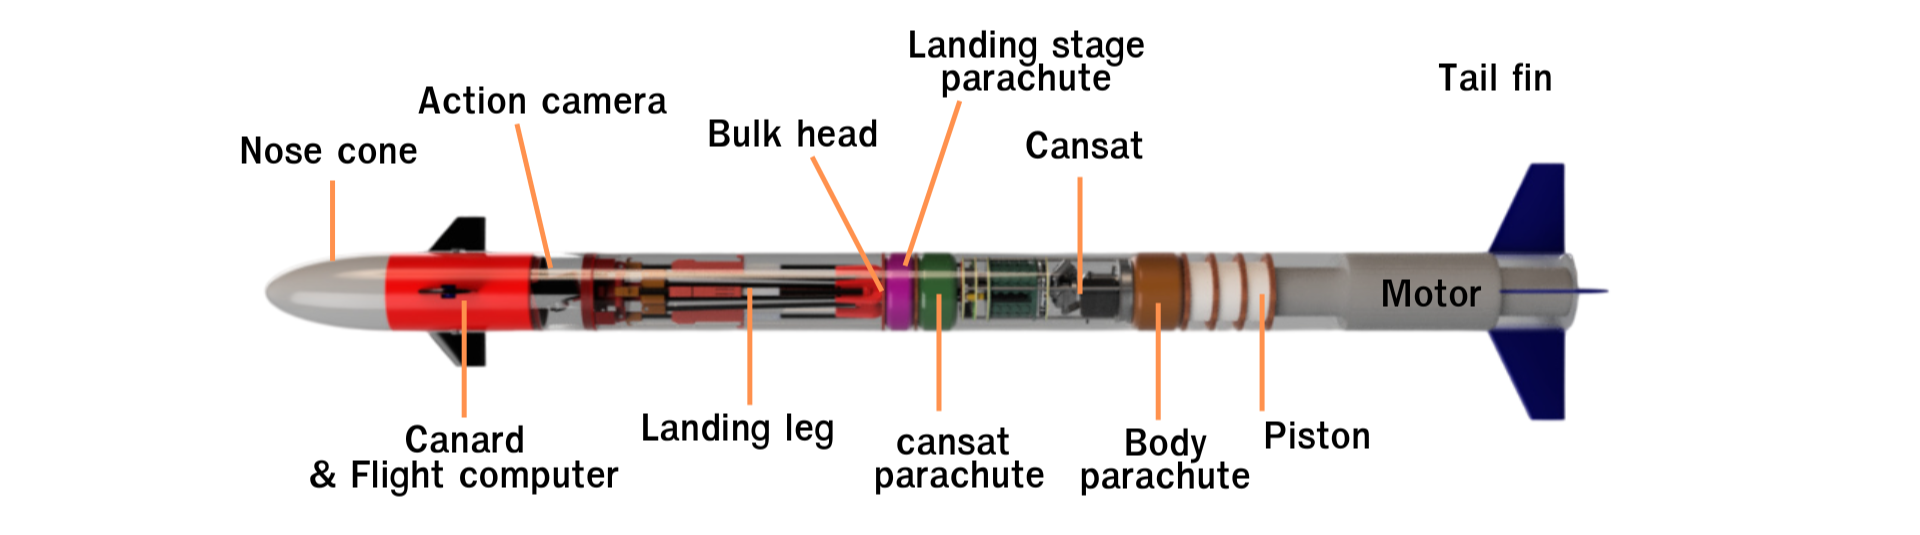 Landing stage
parachute
Tail fin
Action camera
Bulk head
Cansat
Nose cone
Motor
Landing leg
Canard
& Flight computer
cansat
parachute
Body
parachute
Piston